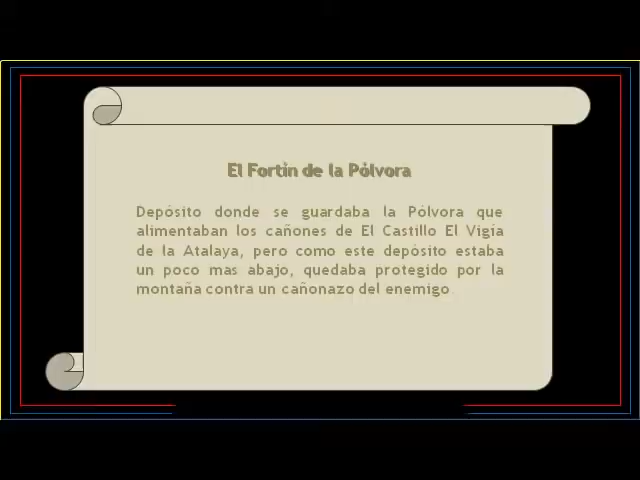 El Fortín de la Pólvora
Depósito donde se guardaba la Pólvora que
alimentaban los cañones de El Castillo El Vigía
de la Atalaya, pero como este depósito estaba
un poco mas abajo, quedaba protegido por la
montaña contra un cañonazo del enemigo.